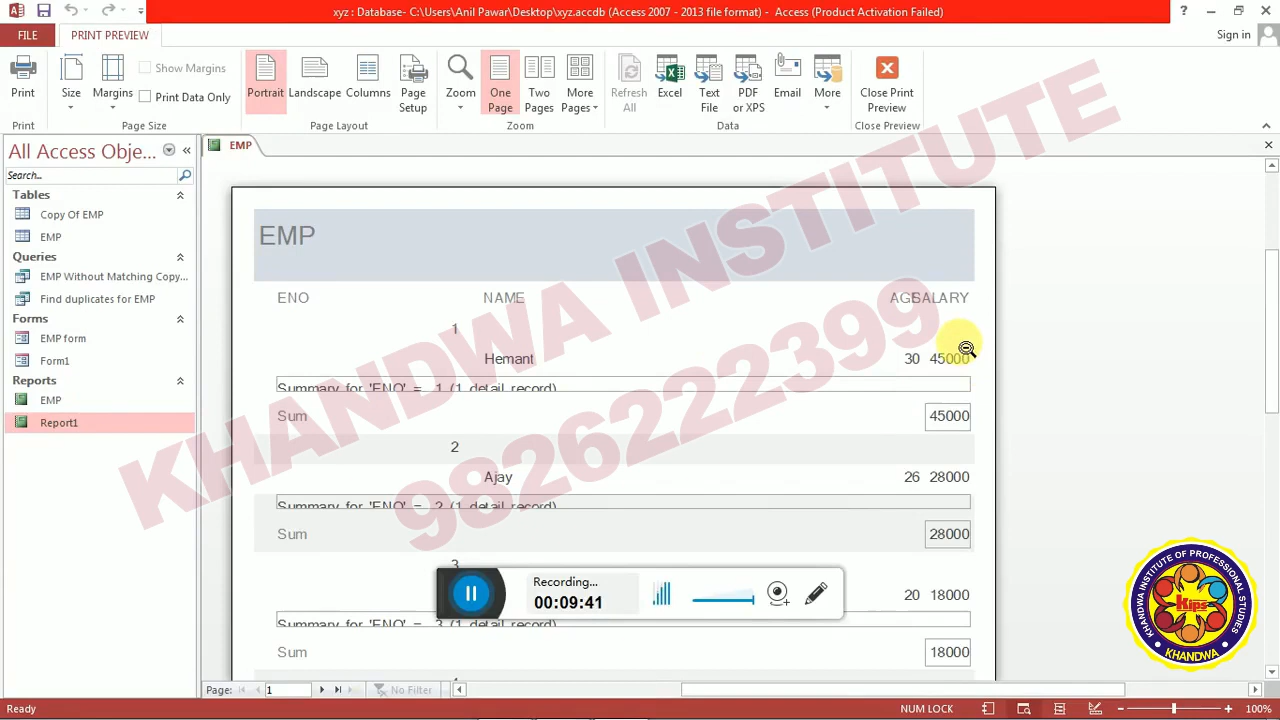 xyz : Database- C:\Users\Anil Pawar\Desktop\xyz.accdb (Access 2007 - 2013 file format) - Access (Product Activation Failed)
?
FILE
PRINT PREVIEW
Sign in
Print
Size
Margins
Show Margins
Print Data Only
Portrait
Landscape
Columns
Page Setup
Zoom
One Page
Two Pages
More Pages
Refresh All
Excel
Text File
PDF or XPS
Email
More
Close Print Preview
Print
Page Size
Page Layout
Zoom
Data
Close Preview
All Access Obje...
Search...
Tables
Copy Of EMP
EMP
Queries
EMP Without Matching Copy...
Find duplicates for EMP
Forms
EMP form
Form1
Reports
EMP
Report1
EMP
EMP
ENO NAME AGE SALARY
1
Hemant 30 45000
Summary for 'ENO' = 1 (1 detail record)
Sum 45000
2
Ajay 26 28000
Summary for 'ENO' = 2 (1 detail record)
Sum 28000
3
20 18000
Summary for 'ENO' = 3 (1 detail record)
Sum 18000
KHANDWA INSTITUTE
9826222399
Recording...
00:09:41
KHANDWA INSTITUTE OF PROFESSIONAL STUDIES
Kips
KHANDWA
Page: 1
No Filter
Ready
NUM LOCK
100%